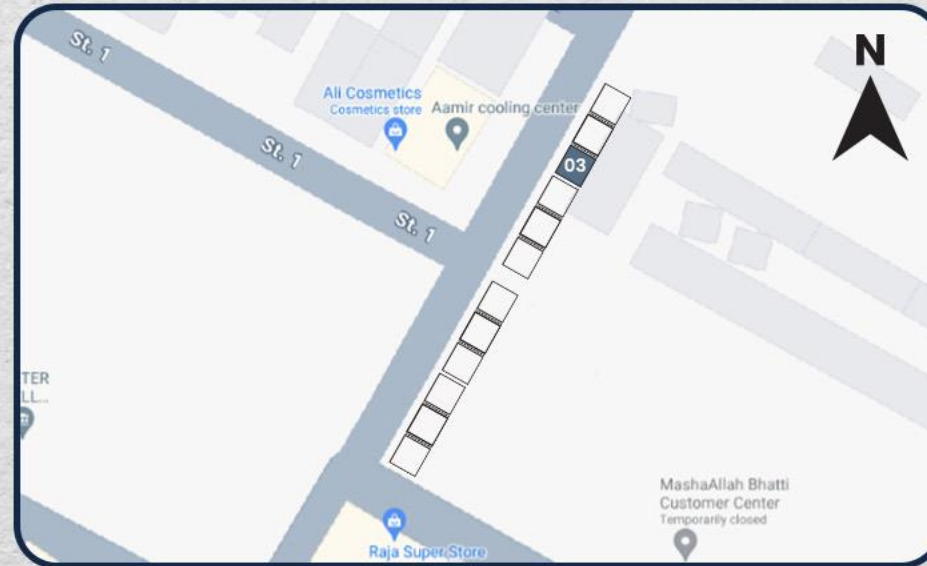 St. 1
N
Ali Cosmetics
Cosmetics store
Aamir cooling center
St. 1
03
St. 1
TER
LL...
MashaAllah Bhatti
Customer Center
Temporarily closed
Raja Super Store